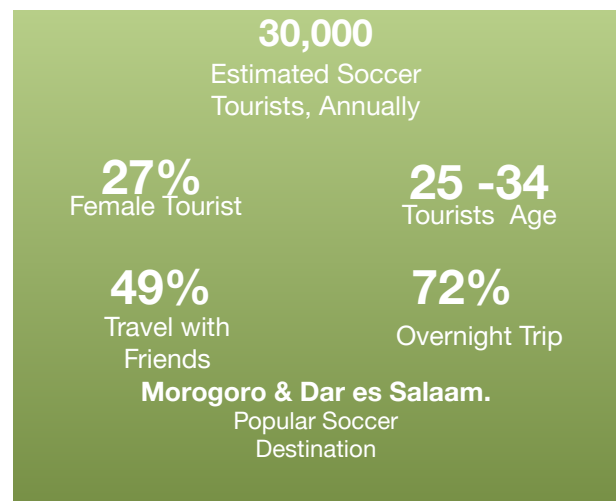 30,000
Estimated Soccer
Tourists, Annually
27%
Female Tourist
25 -34
Tourists Age
49%
Travel with
Friends
72%
Overnight Trip
Morogoro & Dar es Salaam.
Popular Soccer
Destination